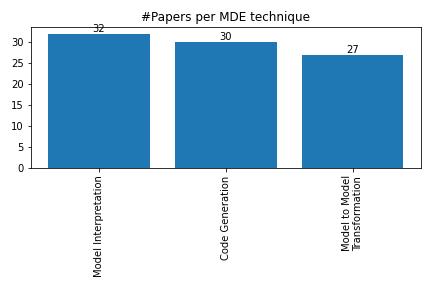 #Papers per MDE technique
32
30
27
30
25
20
15
10
5
0
Model Interpretation
Code Generation
Model to Model
Transformation